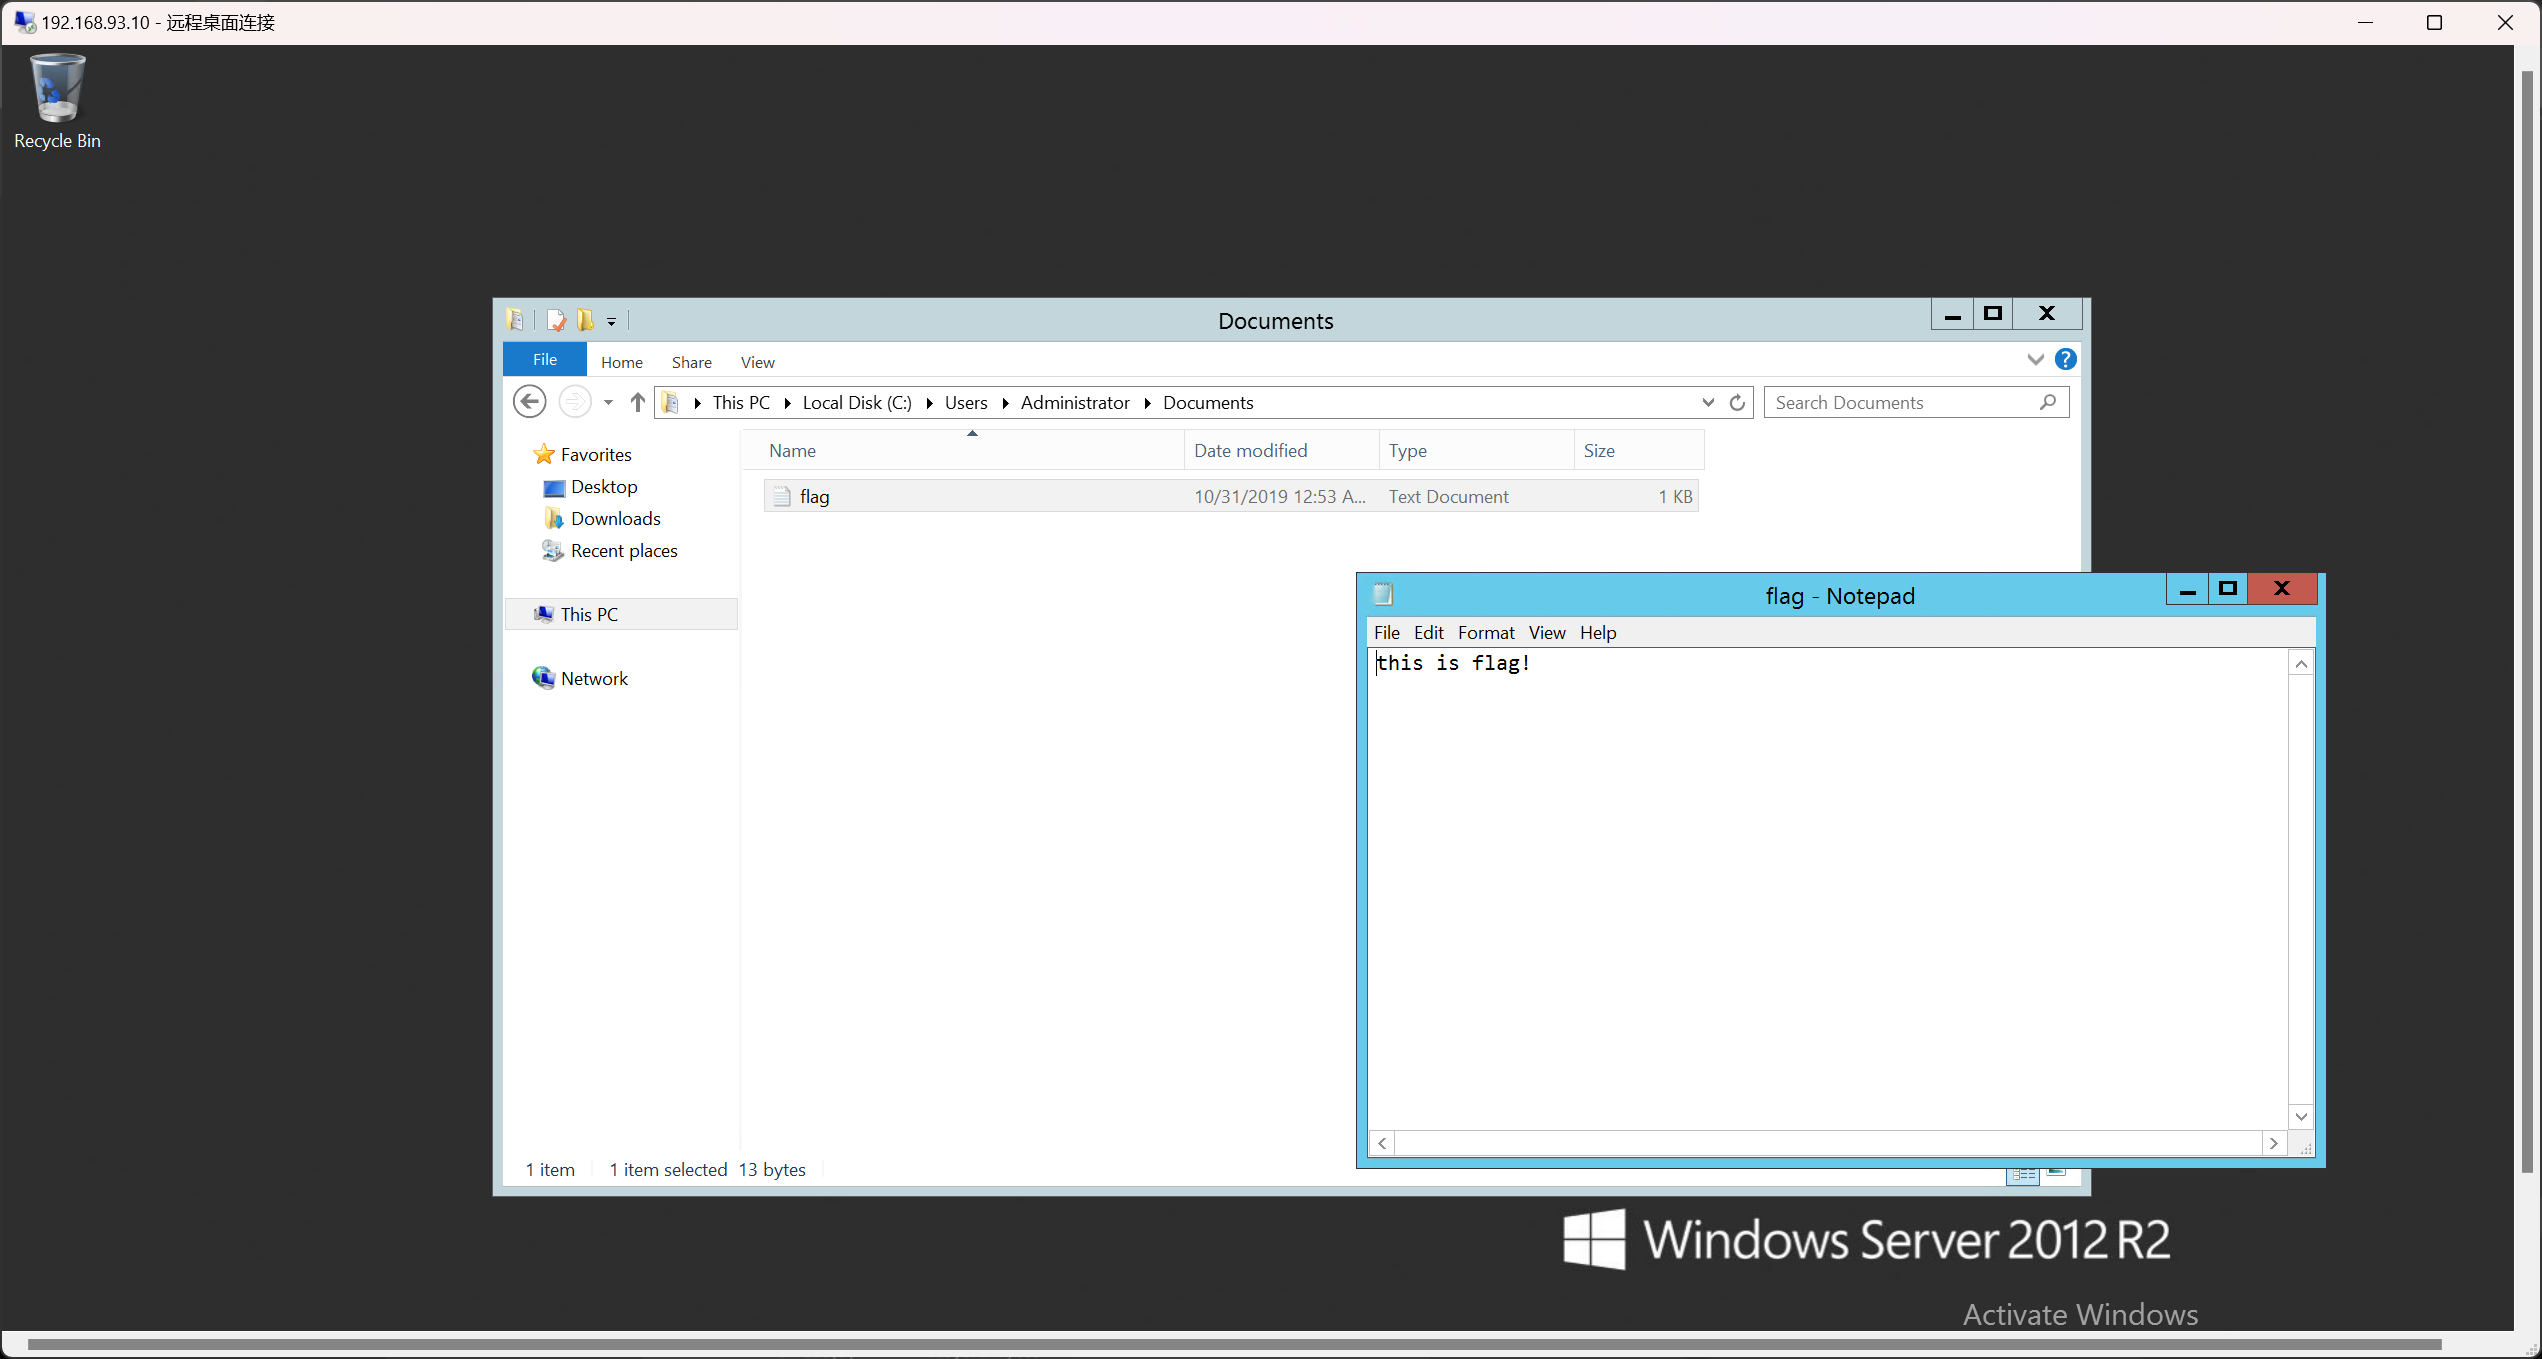 192.168.93.10 - 远程桌面连接
Recycle Bin
Documents
File Home Share View
This PC Local Disk (C:) Users Administrator Documents
Search Documents
Name Date modified Type Size
flag 10/31/2019 12:53 A... Text Document 1 KB
Favorites
Desktop
Downloads
Recent places
This PC
Network
flag - Notepad
File Edit Format View Help
this is flag!
1 item 1 item selected 13 bytes
Windows Server 2012 R2
Activate Windows